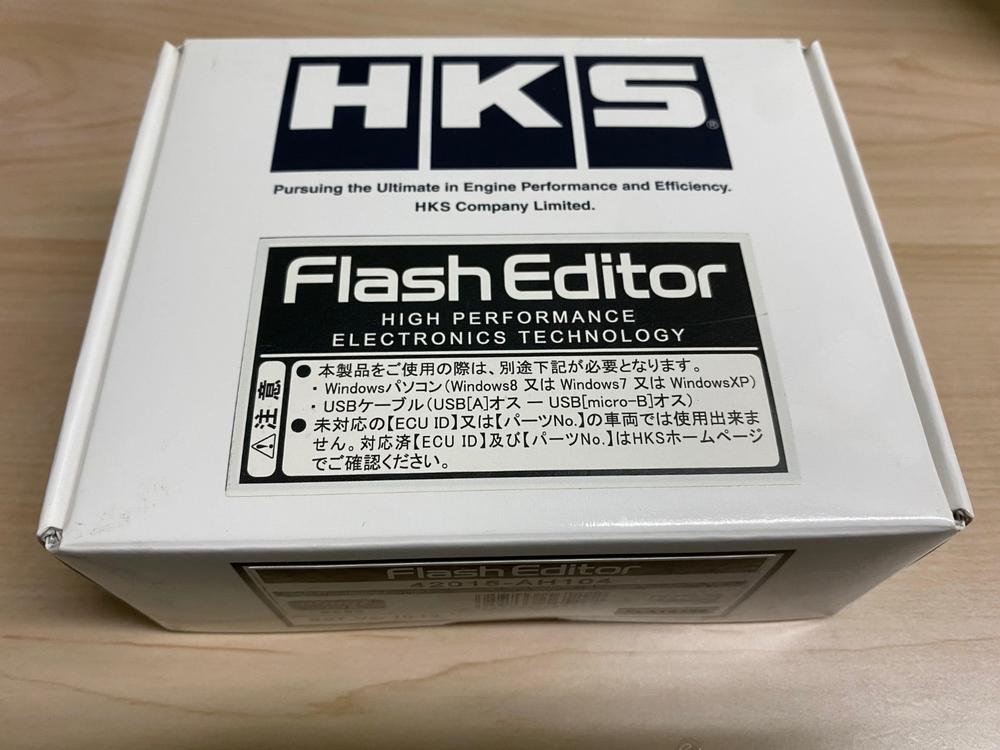 HKS®
Pursuing the Ultimate in Engine Performance and Efficiency.
HKS Company Limited.
Flash Editor
HIGH PERFORMANCE
ELECTRONICS TECHNOLOGY
⚠注意
● 本製品をご使用の際は、別途下記が必要となります。
・Windowsパソコン(Windows8 又は Windows7 又は WindowsXP)
・USBケーブル(USB[A]オス ー USB[micro-B]オス)
● 未対応の【ECU ID】又は【パーツNo.】の車両では使用出来ま
せん。対応済【ECU ID】及び【パーツNo.】はHKSホームページ
でご確認ください。
Flash Editor
42015-AH104